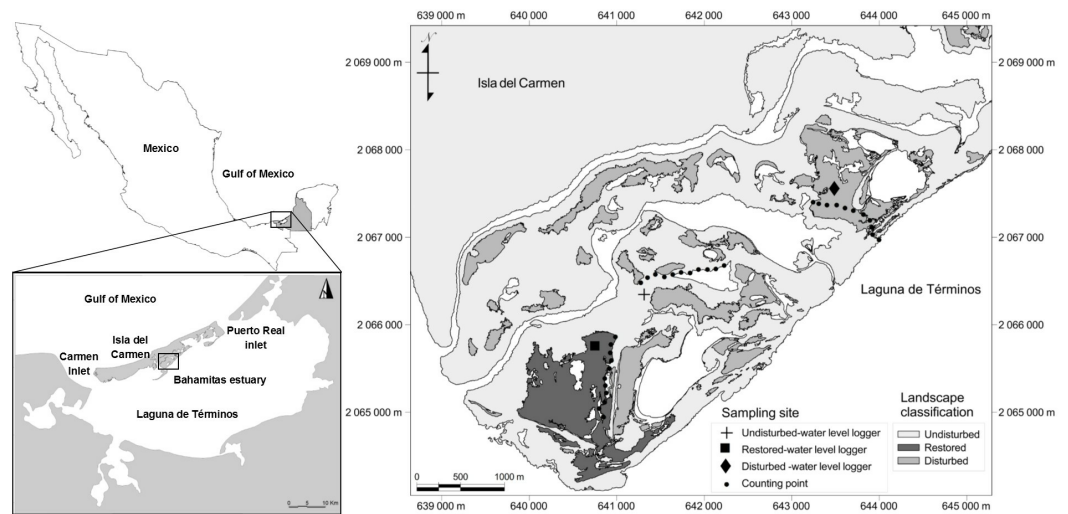 Mexico
Gulf of Mexico
Gulf of Mexico
Isla del
Carmen
Puerto Real
inlet
Carmen
Inlet
Bahamitas estuary
Laguna de Términos
0 5 10 Km
639 000 m 640 000 641 000 642 000 643 000 644 000 645 000 m
N
2 069 000 m
2 068 000
2 067 000
2 066 000
2 065 000 m
Isla del Carmen
Laguna de Términos
2 069 000 m
2 068 000
2 067 000
2 066 000
2 065 000 m
Sampling site
Undisturbed-water level logger
Restored-water level logger
Disturbed -water level logger
Counting point
Landscape
classification
Undisturbed
Restored
Disturbed
0 500 1000 m
639 000 m 640 000 641 000 642 000 643 000 644 000 645 000 m